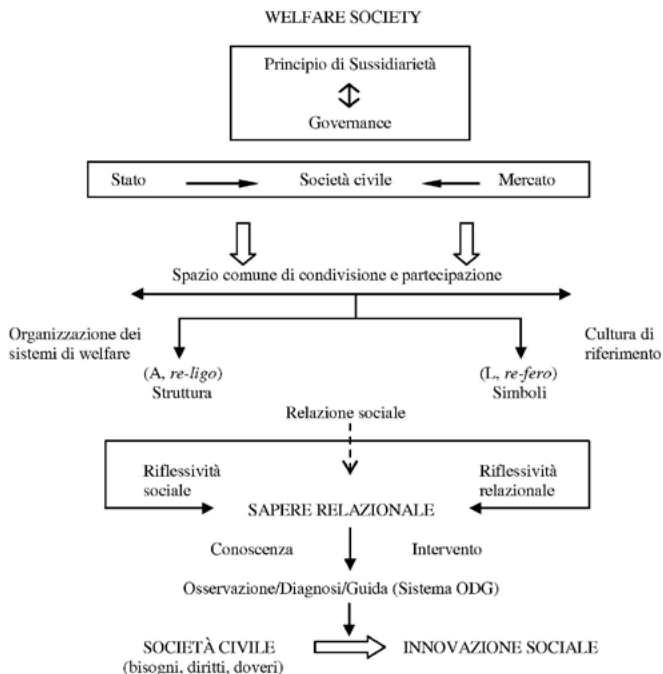 WELFARE SOCIETY
Principio di Sussidiarietà
Governance
Stato Società civile Mercato
Spazio comune di condivisione e partecipazione
Organizzazione dei
sistemi di welfare
Cultura di
riferimento
(A, re-ligo)
Struttura
(L, re-fero)
Simboli
Relazione sociale
Riflessività
sociale
Riflessività
relazionale
SAPERE RELAZIONALE
Conoscenza Intervento
Osservazione/Diagnosi/Guida (Sistema ODG)
SOCIETÀ CIVILE
(bisogni, diritti, doveri)
INNOVAZIONE SOCIALE